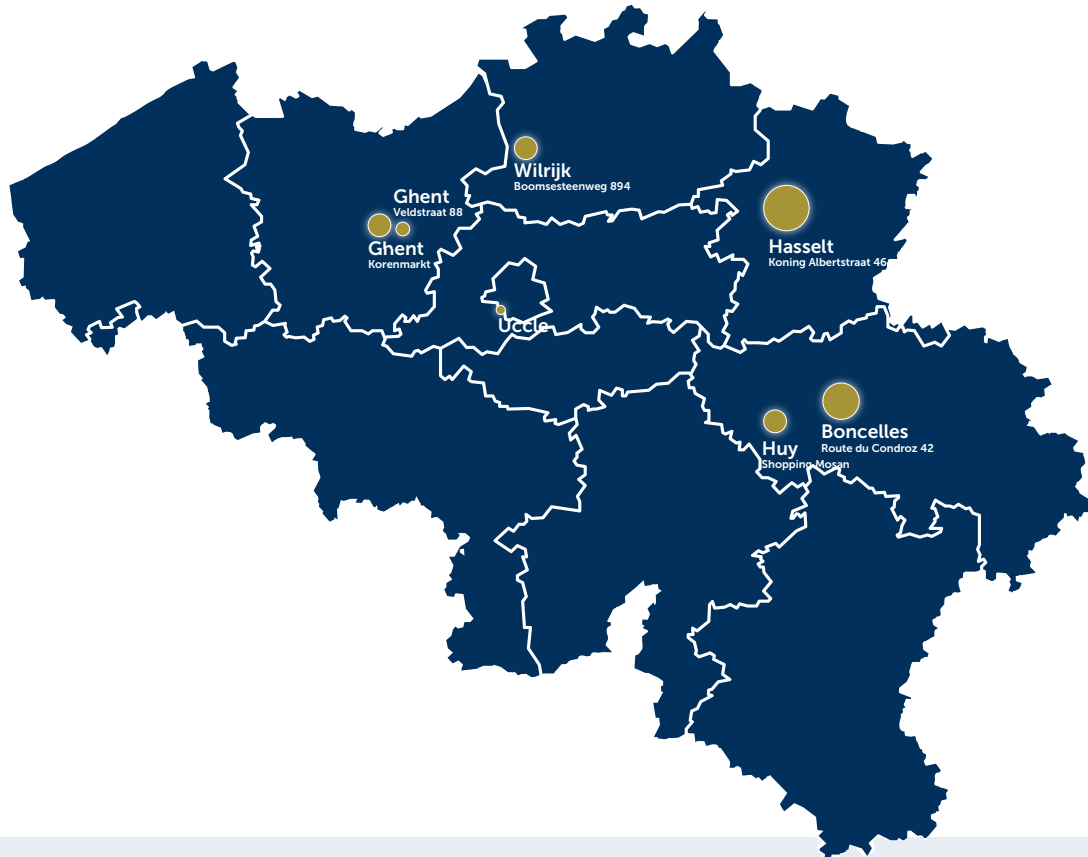 Wilrijk
Boomsesteenweg 894
Ghent
Veldstraat 88
Ghent
Korenmarkt
Hasselt
Koning Albertstraat 46
Uccle
Boncelles
Route du Condroz 42
Huy
Shopping Mosan